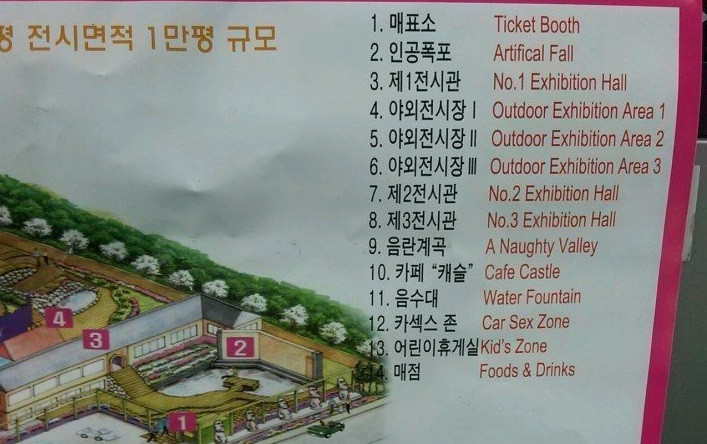 평 전시면적 1만평 규모
1. 매표소 Ticket Booth
2. 인공폭포 Artifical Fall
3. 제1전시관 No.1 Exhibition Hall
4. 야외전시장Ⅰ Outdoor Exhibition Area 1
5. 야외전시장Ⅱ Outdoor Exhibition Area 2
6. 야외전시장Ⅲ Outdoor Exhibition Area 3
7. 제2전시관 No.2 Exhibition Hall
8. 제3전시관 No.3 Exhibition Hall
9. 음란계곡 A Naughty Valley
10. 카페 “캐슬” Cafe Castle
11. 음수대 Water Fountain
12. 카섹스 존 Car Sex Zone
13. 어린이휴게실 Kid's Zone
14. 매점 Foods & Drinks
4
3
2
1